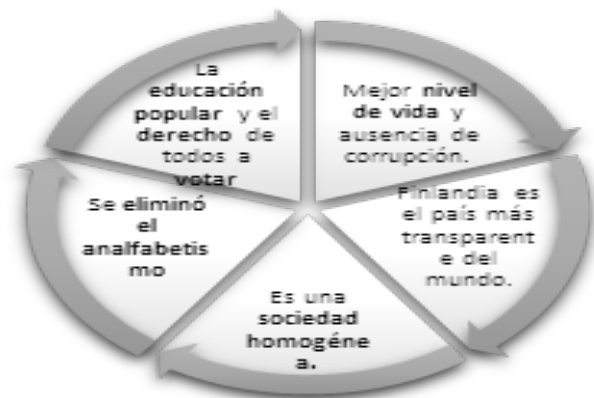 La
educación
popular y el
derecho de
todos a
votar
Mejor nivel
de vida y
ausencia de
corrupción.
Finlandia es
el país más
transparent
e del
mundo.
Es una
sociedad
homogéne
a.
Se eliminó
el
analfabetis
mo